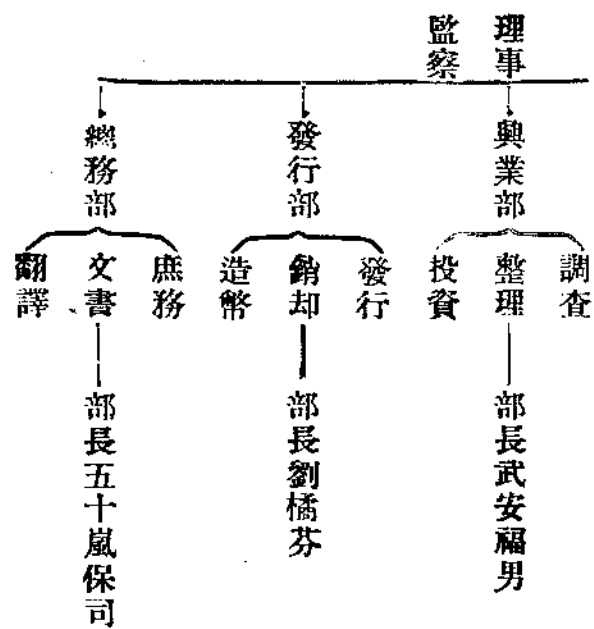 理事
監察
興業部
發行部
總務部
調查
整理
投資
發行
銷却
造幣
庶務
文書
翻譯
部長武安福男
部長劉橘芬
部長五十嵐保司